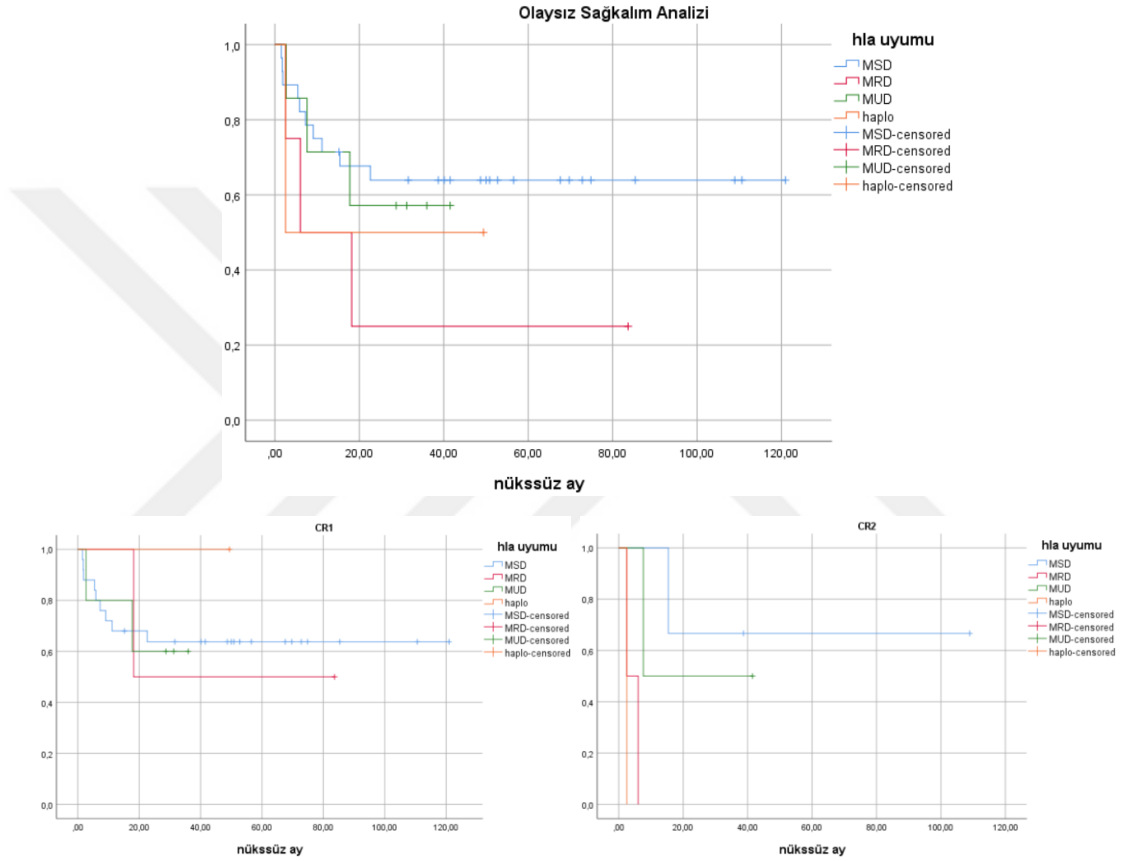 Olaysız Sağkalım Analizi
hla uyumu
MSD
MRD
MUD
haplo
MSD-censored
MRD-censored
MUD-censored
haplo-censored
1,0
0,8
0,6
0,4
0,2
0,0
,00 20,00 40,00 60,00 80,00 100,00 120,00
nükssüz ay
CR1
hla uyumu
MSD
MRD
MUD
haplo
MSD-censored
MRD-censored
MUD-censored
haplo-censored
1,0
0,8
0,6
0,4
0,2
0,0
,00 20,00 40,00 60,00 80,00 100,00 120,00
nükssüz ay
CR2
hla uyumu
MSD
MRD
MUD
haplo
MSD-censored
MRD-censored
MUD-censored
haplo-censored
1,0
0,8
0,6
0,4
0,2
0,0
,00 20,00 40,00 60,00 80,00 100,00 120,00
nükssüz ay